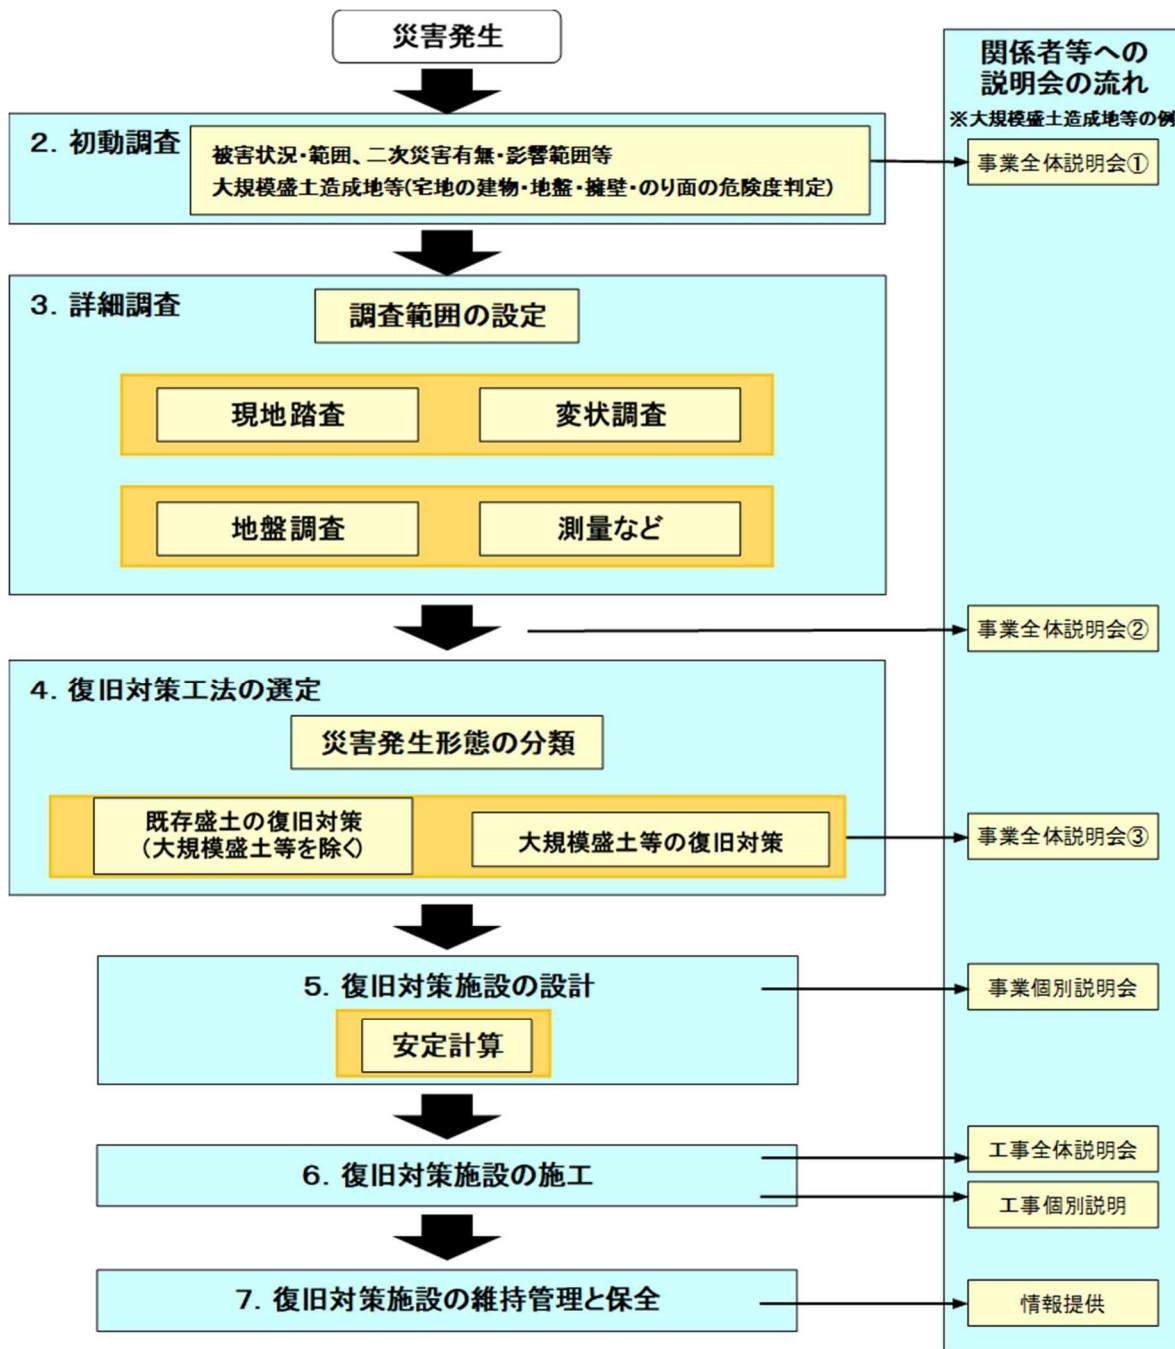 災害発生
関係者等への
説明会の流れ
※大規模盛土造成地等の例
2. 初動調査
被害状況・範囲、二次災害有無・影響範囲等
大規模盛土造成地等(宅地の建物・地盤・擁壁・のり面の危険度判定)
事業全体説明会①
3. 詳細調査
調査範囲の設定
現地踏査
変状調査
地盤調査
測量など
事業全体説明会②
4. 復旧対策工法の選定
災害発生形態の分類
既存盛土の復旧対策
(大規模盛土等を除く)
大規模盛土等の復旧対策
事業全体説明会③
5. 復旧対策施設の設計
安定計算
事業個別説明会
6. 復旧対策施設の施工
工事全体説明会
工事個別説明
7. 復旧対策施設の維持管理と保全
情報提供